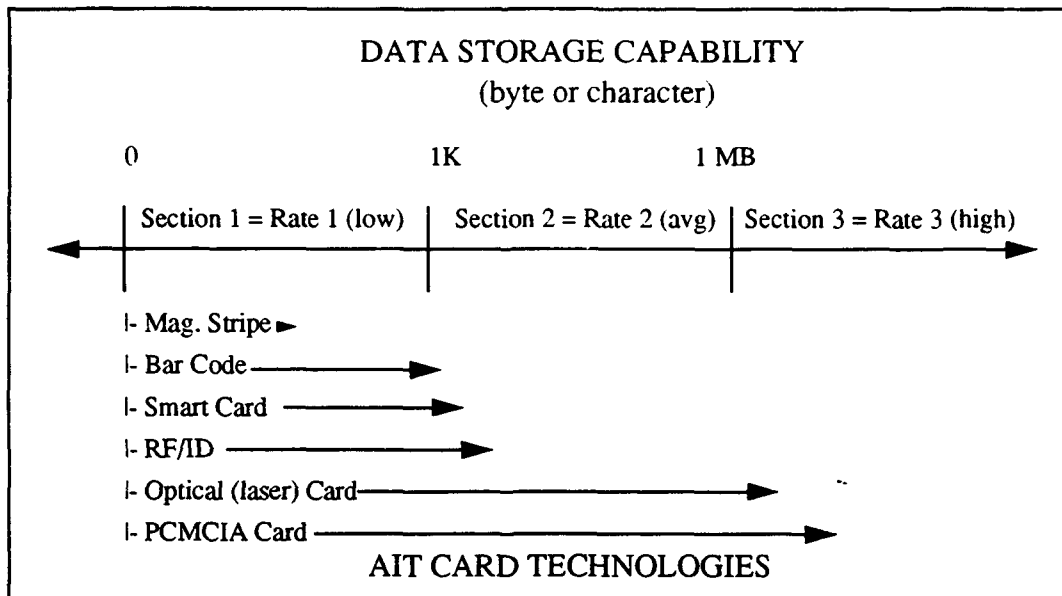 DATA STORAGE CAPABILITY
(byte or character)
0 1K 1 MB
Section 1 = Rate 1 (low) Section 2 = Rate 2 (avg) Section 3 = Rate 3 (high)
|- Mag. Stripe
|- Bar Code
|- Smart Card
|- RF/ID
|- Optical (laser) Card
|- PCMCIA Card
AIT CARD TECHNOLOGIES